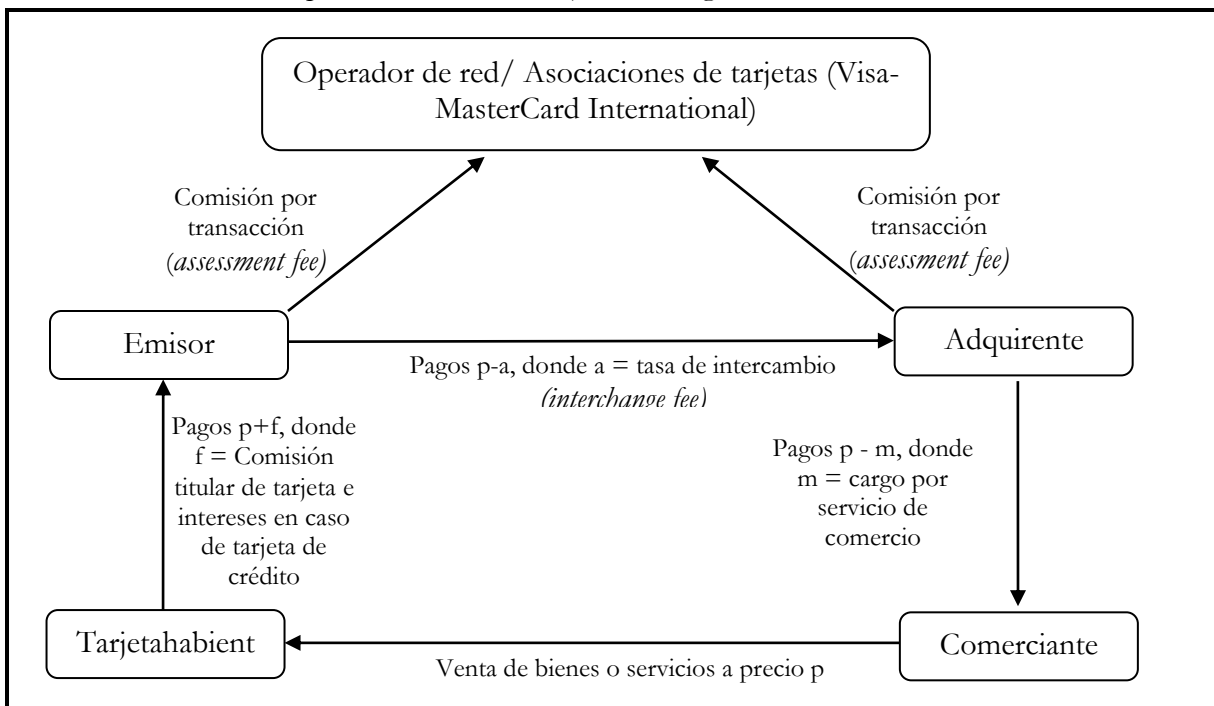 Operador de red/ Asociaciones de tarjetas (Visa-
MasterCard International)
Comisión por
transacción
(assessment fee)
Comisión por
transacción
(assessment fee)
Emisor
Adquirente
Pagos p-a, donde a = tasa de intercambio
(interchange fee)
Pagos p+f, donde
f = Comisión
titular de tarjeta e
intereses en caso
de tarjeta de
crédito
Pagos p - m, donde
m = cargo por
servicio de
comercio
Tarjetahabient
Comerciante
Venta de bienes o servicios a precio p